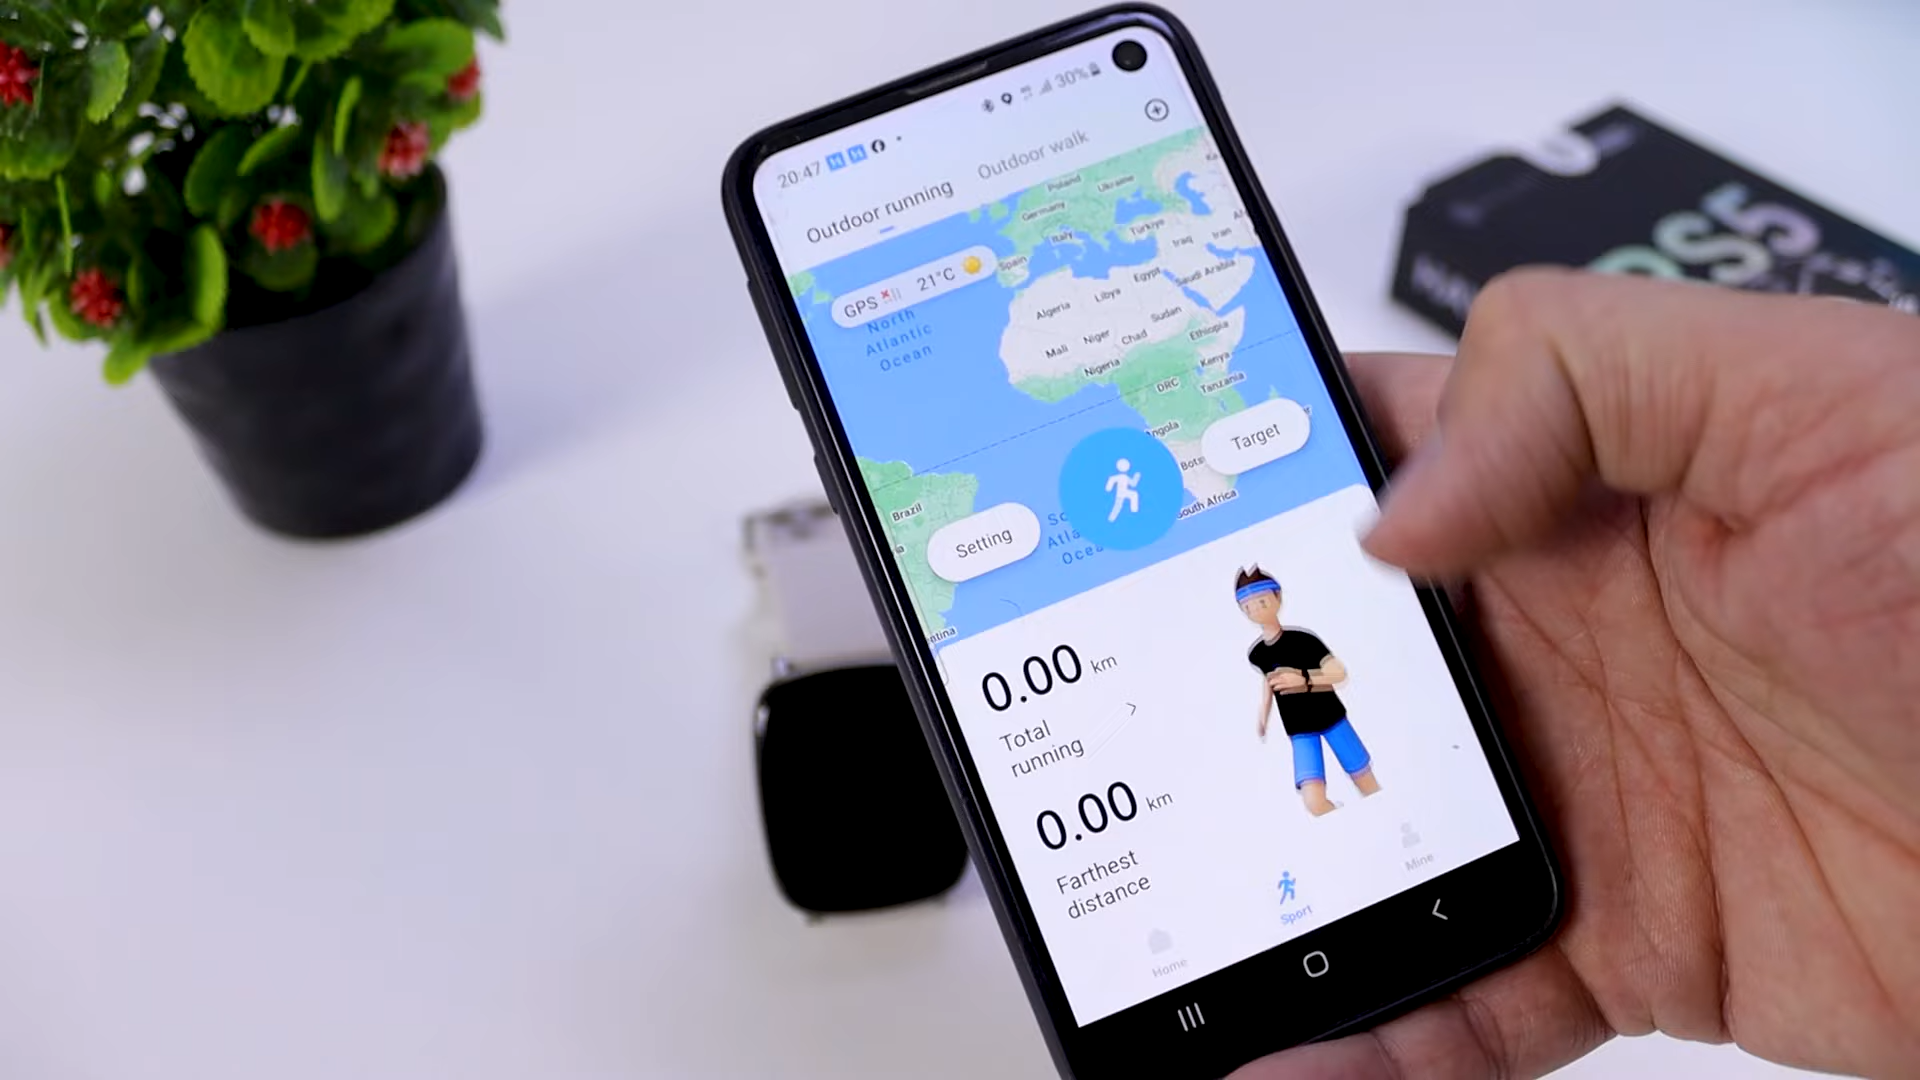 20:47
30%
Outdoor running
Outdoor walk
GPS
21°C
Poland
Ukraine
Germany
Italy
Türkiye
Spain
Iraq
Iran
Algeria
Libya
Egypt
Saudi Arabia
Mali
Niger
Chad
Sudan
Nigeria
Ethiopia
Kenya
DRC
Tanzania
North
Atlantic
Ocean
Brazil
South Africa
Target
Setting
0.00 km
Total
running
0.00 km
Farthest
distance
Home
Sport
Mine